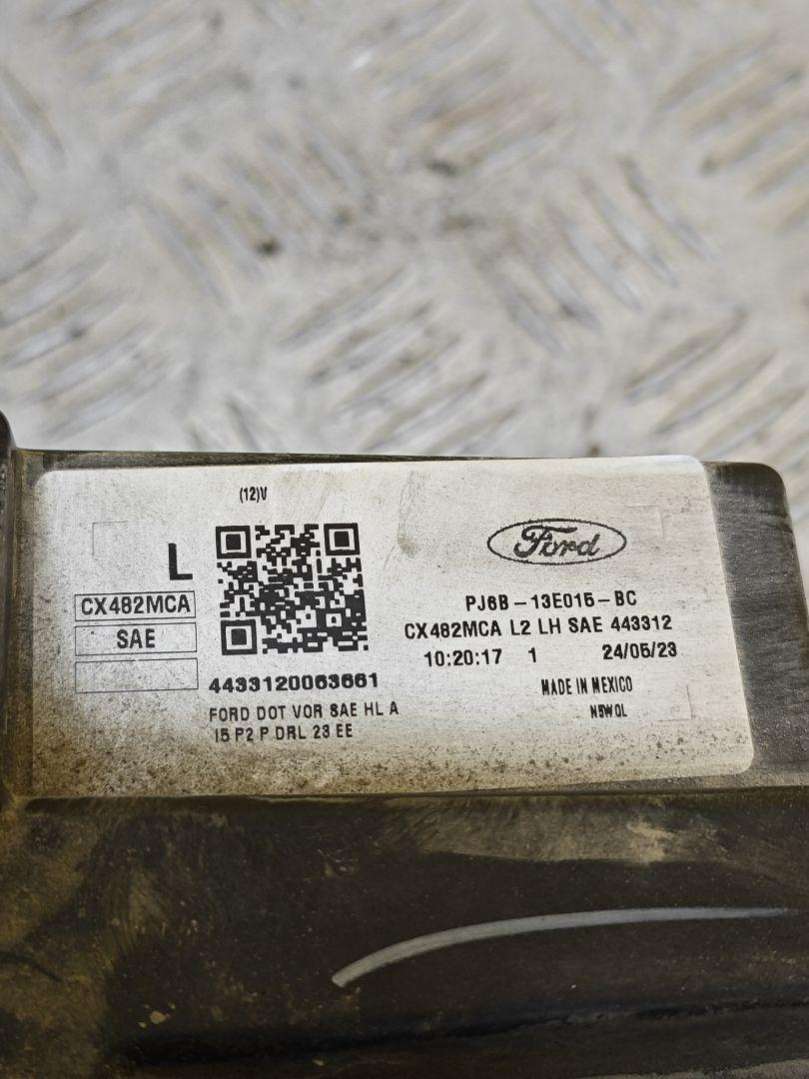 (12)V
L
CX482MCA
SAE
4433120063661
FORD DOT VOR SAE HL A
15 P2 P DRL 23 EE
Ford
PJ6B-13E015-BC
CX482MCA L2 LH SAE 443312
10:20:17 1 24/05/23
MADE IN MEXICO
N5WQL